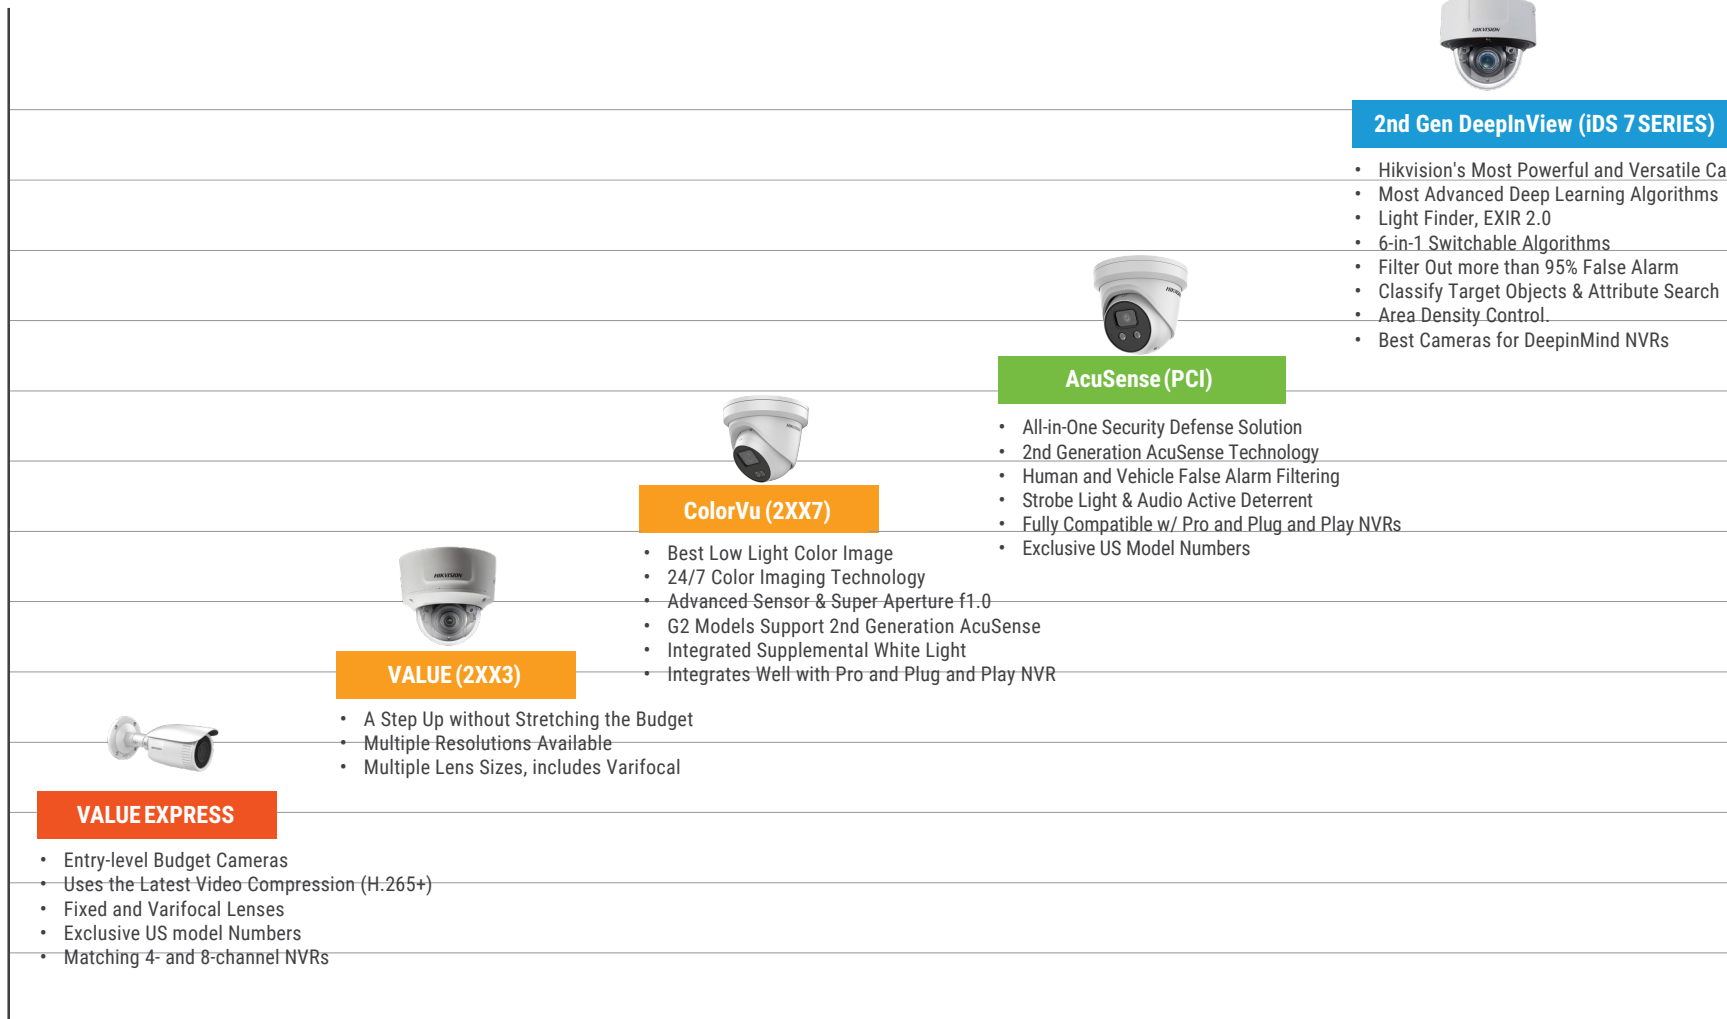 HIKVISION
2nd Gen DeepInView (iDS 7 SERIES)
• Hikvision's Most Powerful and Versatile Ca
• Most Advanced Deep Learning Algorithms
• Light Finder, EXIR 2.0
• 6-in-1 Switchable Algorithms
• Filter Out more than 95% False Alarm
• Classify Target Objects & Attribute Search
• Area Density Control.
• Best Cameras for DeepinMind NVRs
AcuSense (PCI)
• All-in-One Security Defense Solution
• 2nd Generation AcuSense Technology
• Human and Vehicle False Alarm Filtering
• Strobe Light & Audio Active Deterrent
• Fully Compatible w/ Pro and Plug and Play NVRs
• Exclusive US Model Numbers
ColorVu (2XX7)
• Best Low Light Color Image
• 24/7 Color Imaging Technology
• Advanced Sensor & Super Aperture f1.0
• G2 Models Support 2nd Generation AcuSense
• Integrated Supplemental White Light
• Integrates Well with Pro and Plug and Play NVR
HIKVISION
VALUE (2XX3)
• A Step Up without Stretching the Budget
• Multiple Resolutions Available
• Multiple Lens Sizes, includes Varifocal
VALUE EXPRESS
• Entry-level Budget Cameras
• Uses the Latest Video Compression (H.265+)
• Fixed and Varifocal Lenses
• Exclusive US model Numbers
• Matching 4- and 8-channel NVRs